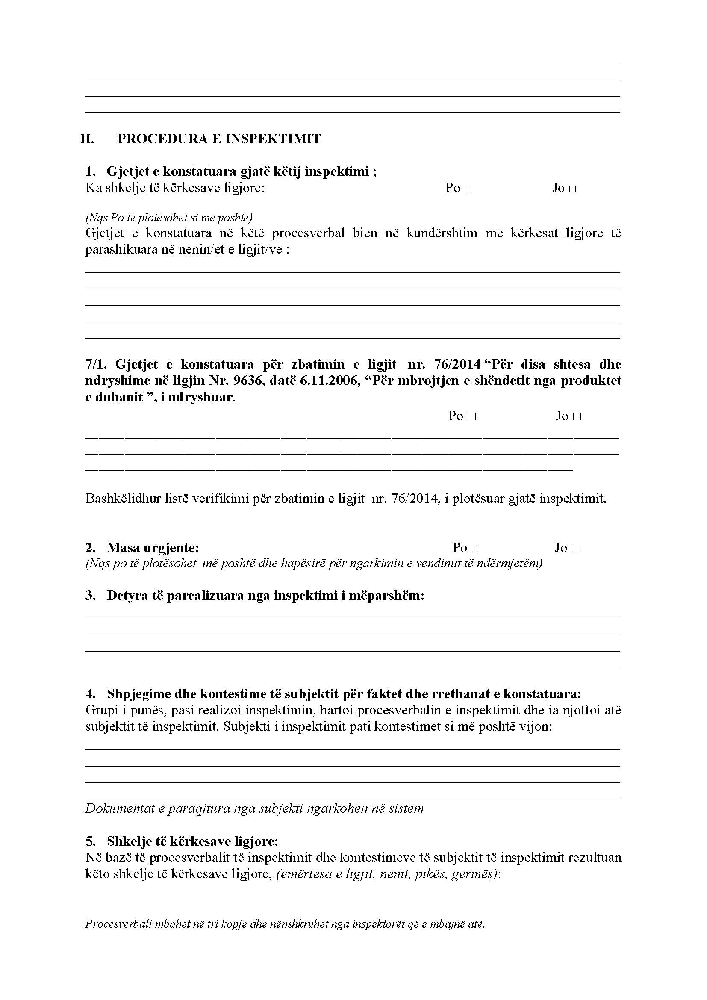 II. PROCEDURA E INSPEKTIMIT
1. Gjetjet e konstatuara gjatë këtij inspektimi ;
Ka shkelje të kërkesave ligjore: Po □ Jo □
(Nqs Po të plotësohet si më poshtë)
Gjetjet e konstatuara në këtë procesverbal bien në kundërshtim me kërkesat ligjore të
parashikuara në nenin/et e ligjit/ve :
7/1. Gjetjet e konstatuara për zbatimin e ligjit nr. 76/2014 “Për disa shtesa dhe
ndryshime në ligjin Nr. 9636, datë 6.11.2006, “Për mbrojtjen e shëndetit nga produktet
e duhanit ”, i ndryshuar.
Po □ Jo □
Bashkëlidhur listë verifikimi për zbatimin e ligjit nr. 76/2014, i plotësuar gjatë inspektimit.
2. Masa urgjente: Po □ Jo □
(Nqs po të plotësohet më poshtë dhe hapësirë për ngarkimin e vendimit të ndërmjetëm)
3. Detyra të parealizuara nga inspektimi i mëparshëm:
4. Shpjegime dhe kontestime të subjektit për faktet dhe rrethanat e konstatuara:
Grupi i punës, pasi realizoi inspektimin, hartoi procesverbalin e inspektimit dhe ia njoftoi atë
subjektit të inspektimit. Subjekti i inspektimit pati kontestimet si më poshtë vijon:
Dokumentat e paraqitura nga subjekti ngarkohen në sistem
5. Shkelje të kërkesave ligjore:
Në bazë të procesverbalit të inspektimit dhe kontestimeve të subjektit të inspektimit rezultuan
këto shkelje të kërkesave ligjore, (emërtesa e ligjit, nenit, pikës, germës):
Procesverbali mbahet në tri kopje dhe nënshkruhet nga inspektorët që e mbajnë atë.